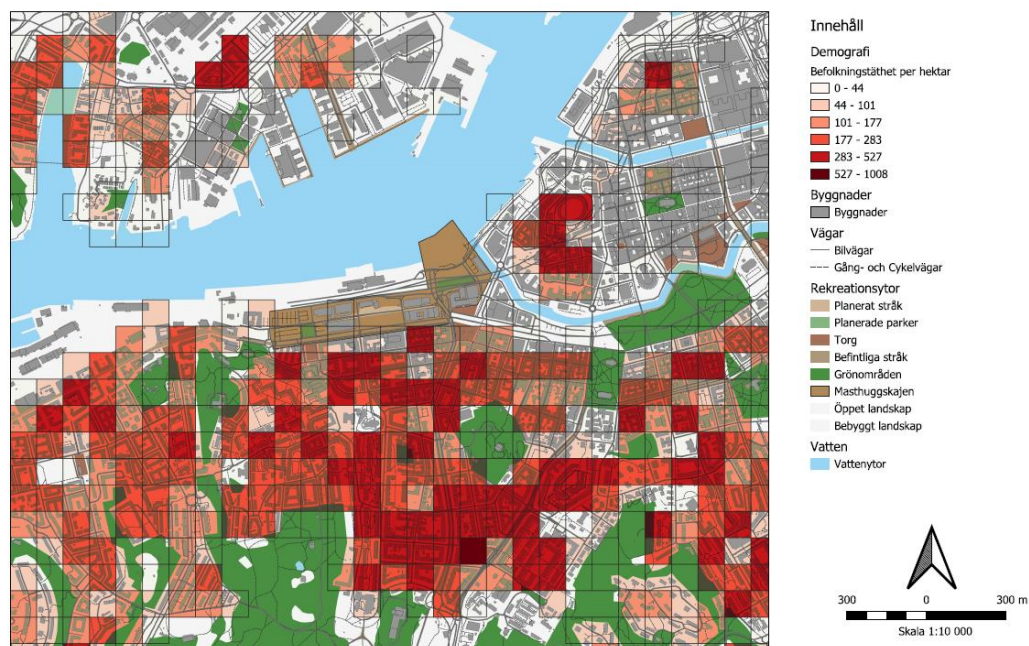 Innehåll
Demografi
Befolkningstäthet per hektar
0 - 44
44 - 101
101 - 177
177 - 283
283 - 527
527 - 1008
Byggnader
Byggnader
Vägar
Bilvägar
Gång- och Cykelvägar
Rekreationsytor
Planerat stråk
Planerade parker
Torg
Befintliga stråk
Grönområden
Masthuggskajen
Öppet landskap
Bebyggt landskap
Vatten
Vattenytor
300 0 300 m
Skala 1:10 000